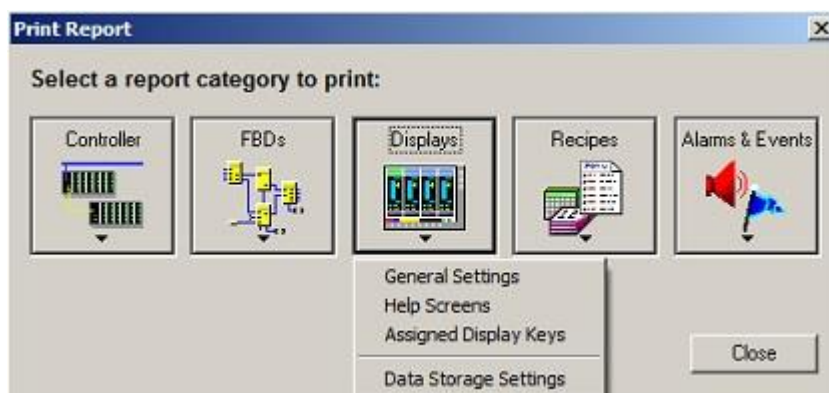 Print Report
Select a report category to print:
Controller FBDs Displays Recipes Alarms & Events
General Settings
Help Screens
Assigned Display Keys
Close
Data Storage Settings